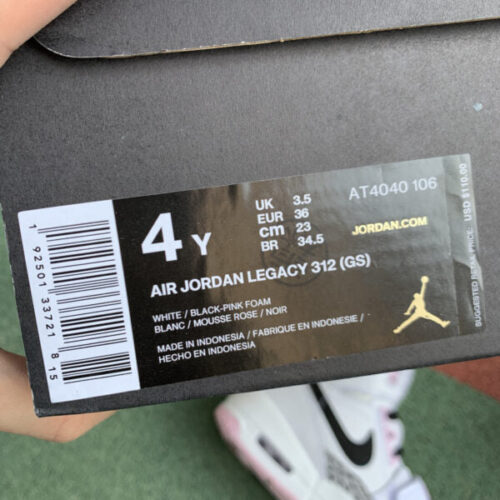 4 Y
UK 3.5
EUR 36
cm 23
BR 34.5
AT4040 106
JORDAN.COM
AIR JORDAN LEGACY 312 (GS)
WHITE / BLACK-PINK FOAM
BLANC / MOUSSE ROSE / NOIR
MADE IN INDONESIA / FABRIQUE EN INDONESIE /
HECHO EN INDONESIA
1 92501 33721 8 15
SUGGESTED RETAIL PRICE: USD $110.00